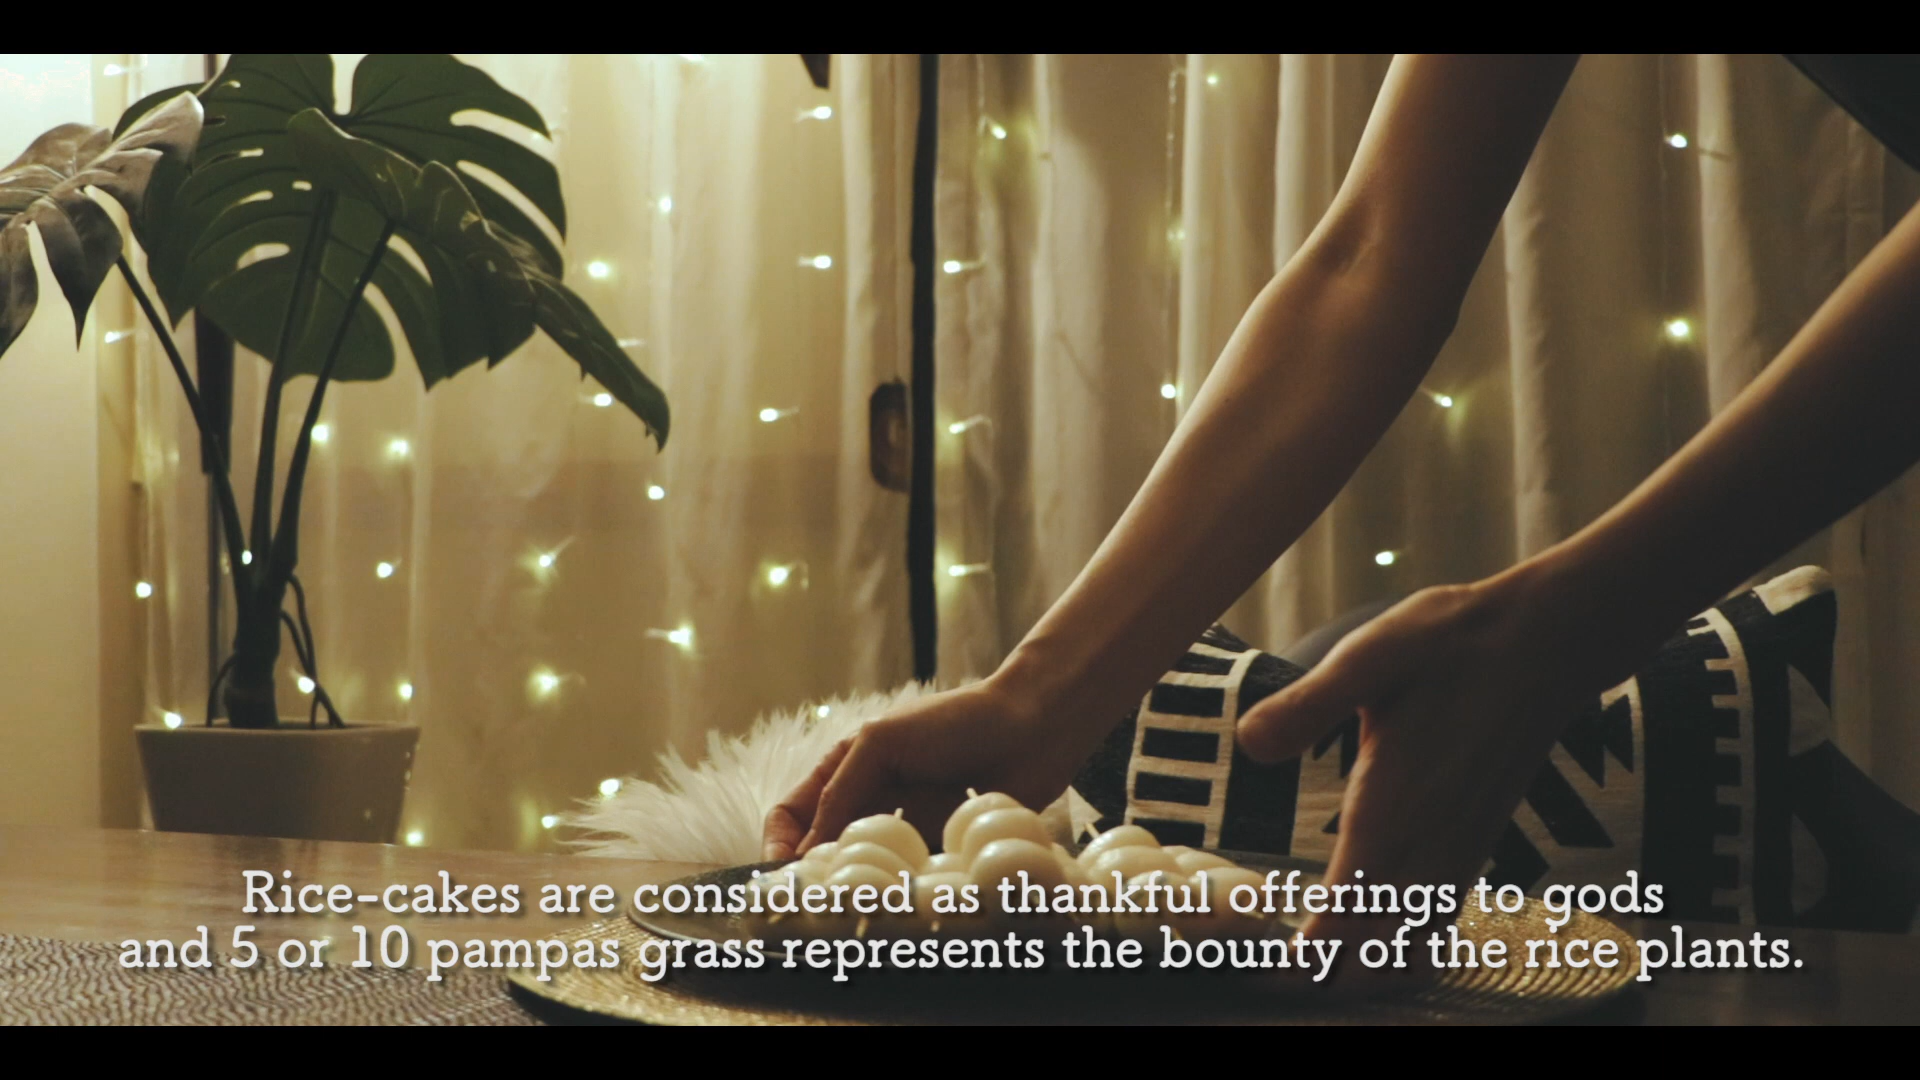 Rice-cakes are considered as thankful offerings to gods
and 5 or 10 pampas grass represents the bounty of the rice plants.